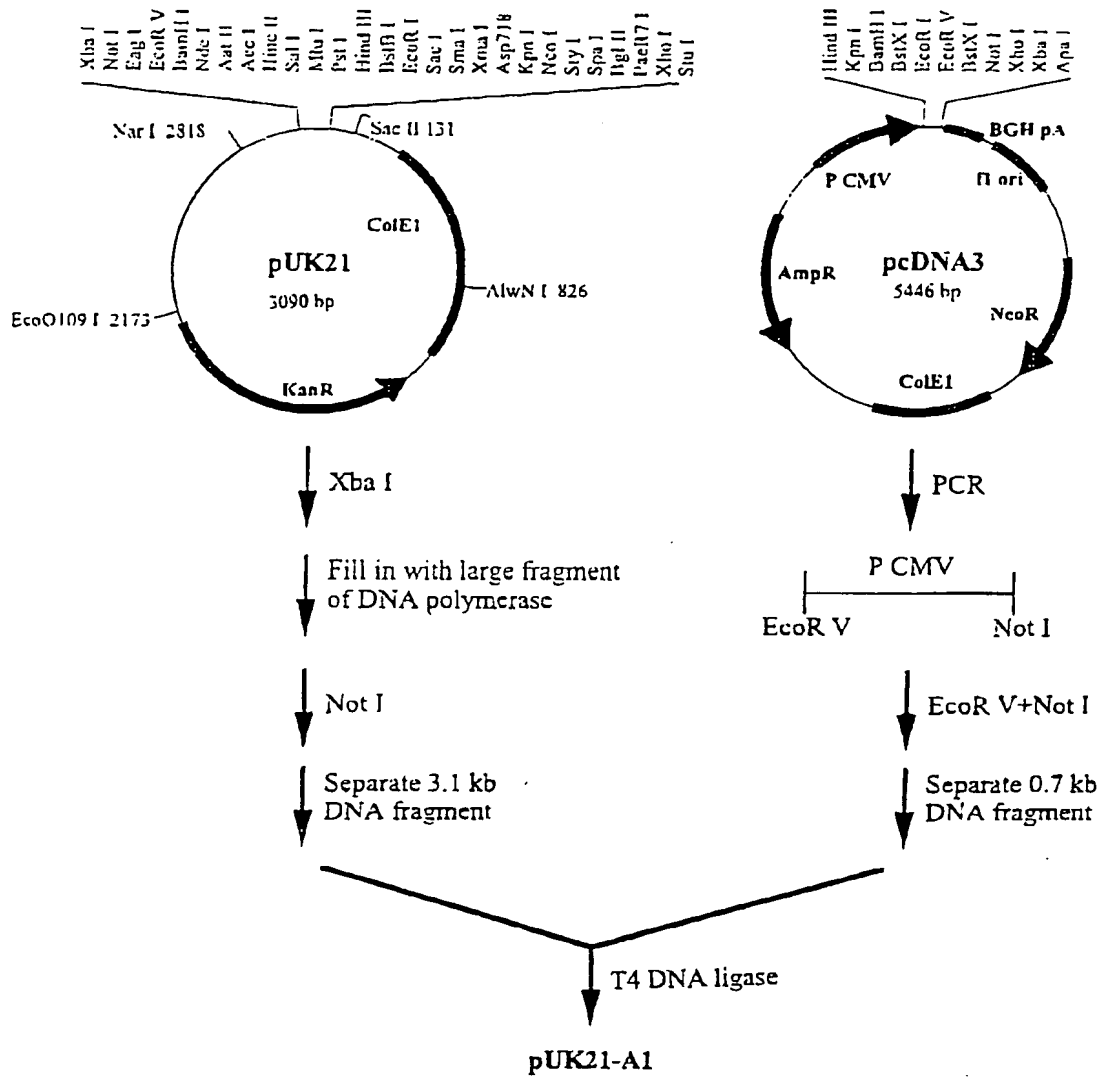 Xba I
Not I
Eag I
EcoR V
BamH I
Nde I
Aat II
Acc I
Hinc II
Sal I
Mlu I
Pst I
Hind III
BstB I
EcoR I
Sac I
Sma I
Xma I
Asp718
Kpn I
Nco I
Sty I
Spa I
Bgl II
PaeR7 I
Xho I
Stu I
Hind III
Kpn I
BamH I
BstX I
EcoR I
EcoR V
BstX I
Not I
Xho I
Xba I
Apa I
Nar I 2818
Sac II 131
ColE1
pUK21
3090 bp
AlwN I 826
EcoO109 I 2173
KanR
BGH pA
P CMV
f1 ori
AmpR
pcDNA3
5446 bp
NeoR
ColE1
Xba I
PCR
Fill in with large fragment
of DNA polymerase
P CMV
EcoR V
Not I
Not I
EcoR V+Not I
Separate 3.1 kb
DNA fragment
Separate 0.7 kb
DNA fragment
T4 DNA ligase
pUK21-A1